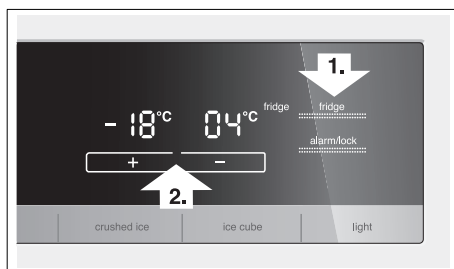 1.
fridge fridge
-18°C 04°C
alarm/lock
+ −
2.
crushed ice ice cube light